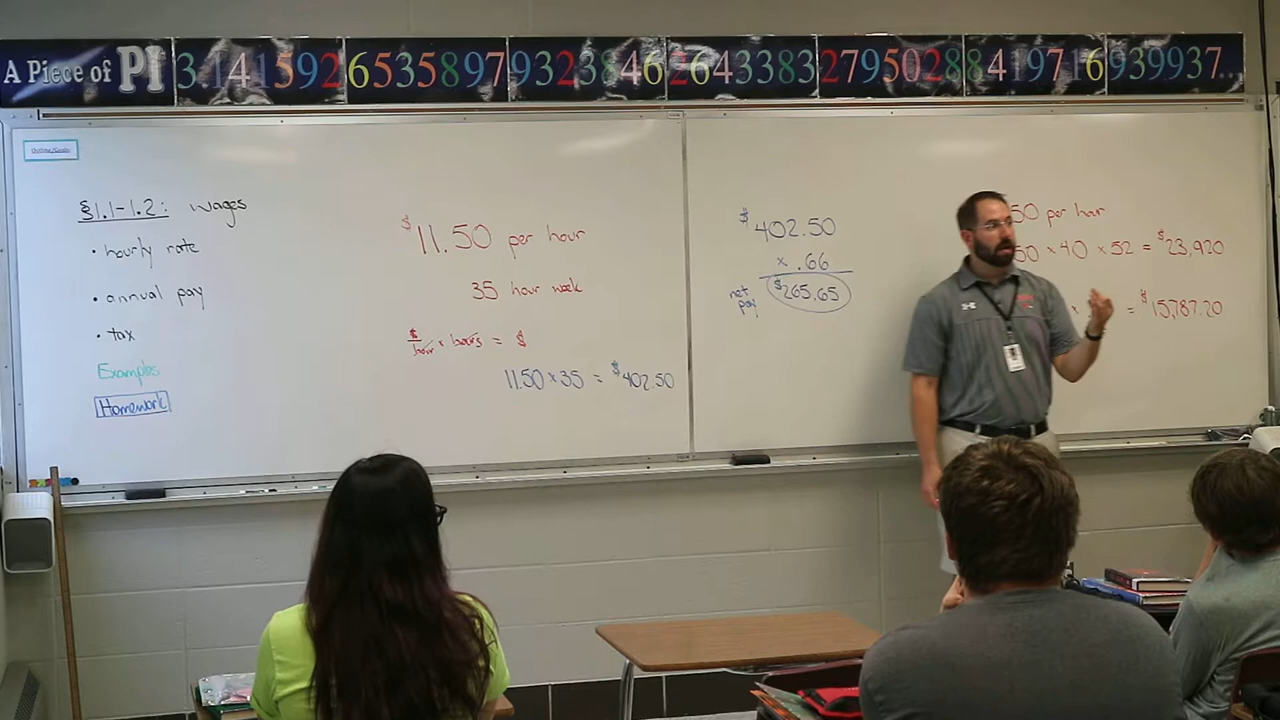 A Piece of PI 3.14159265358979323846264338327950288419716939937...
Outline/Goals:
§1.1-1.2: wages
• hourly rate
• annual pay
• tax
Examples
Homework
$11.50 per hour
35 hour week
$/hour × hours = $
11.50 × 35 = $402.50
$402.50
× .66
net pay $265.65
50 per hour
50 × 40 × 52 = $23,920
× = $15,787.20